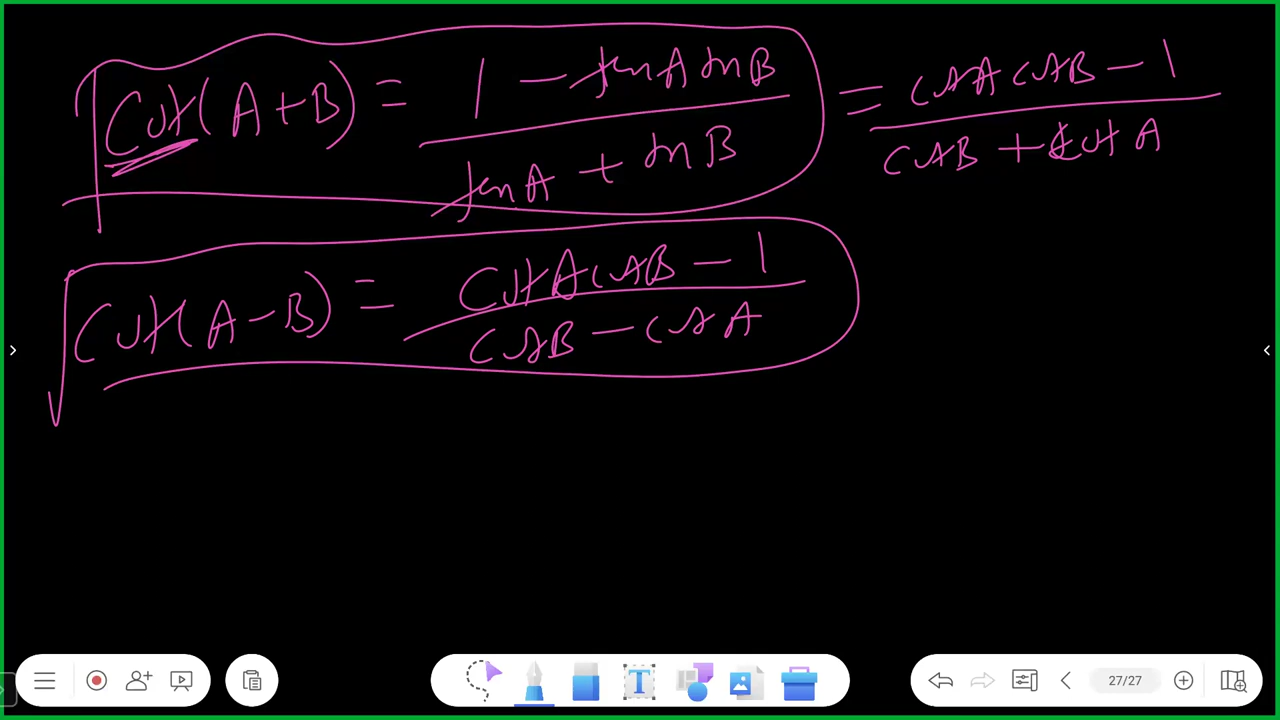 Cot(A+B) = 1 - tanA tanB / tanA + tanB = cotA cotB - 1 / cotB + cotA
Cot(A-B) = cotA cotB - 1 / cotB - cotA
27/27